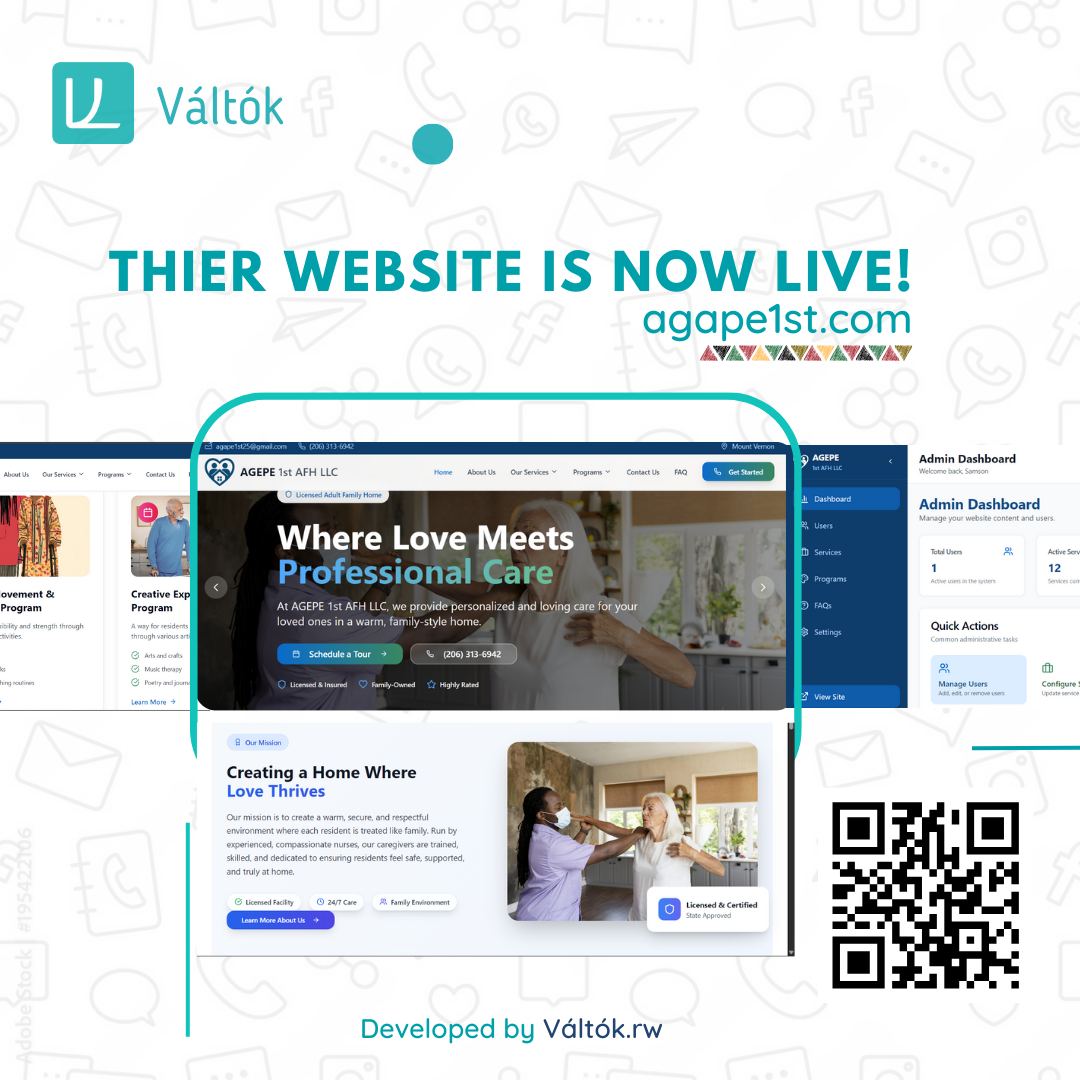 Váltók
THIER WEBSITE IS NOW LIVE!
agape1st.com
agape1st25@gmail.com
(206) 313-6942
Mount Vernon
AGEPE 1st AFH LLC
Home
About Us
Our Services
Programs
Contact Us
FAQ
Get Started
Licensed Adult Family Home
Where Love Meets
Professional Care
At AGEPE 1st AFH LLC, we provide personalized and loving care for your
loved ones in a warm, family-style home.
Schedule a Tour
(206) 313-6942
Licensed & Insured
Family-Owned
Highly Rated
About Us
Our Services
Programs
Contact Us
ovement &
Program
ibility and strength through
ctivities.
ks
hing routines
Creative Exp
Program
A way for residents
through various arti
Arts and crafts
Music therapy
Poetry and journa
Learn More
AGEPE
1st AFH LLC
Dashboard
Users
Services
Programs
FAQs
Settings
View Site
Admin Dashboard
Welcome back, Samson
Admin Dashboard
Manage your website content and users.
Total Users
1
Active users in the system
Active Serv
12
Services curr
Quick Actions
Common administrative tasks
Manage Users
Add, edit, or remove users
Configure S
Update service
Our Mission
Creating a Home Where
Love Thrives
Our mission is to create a warm, secure, and respectful
environment where each resident is treated like family. Run by
experienced, compassionate nurses, our caregivers are trained,
skilled, and dedicated to ensuring residents feel safe, supported,
and truly at home.
Licensed Facility
24/7 Care
Family Environment
Learn More About Us
Licensed & Certified
State Approved
Developed by Váltók.rw